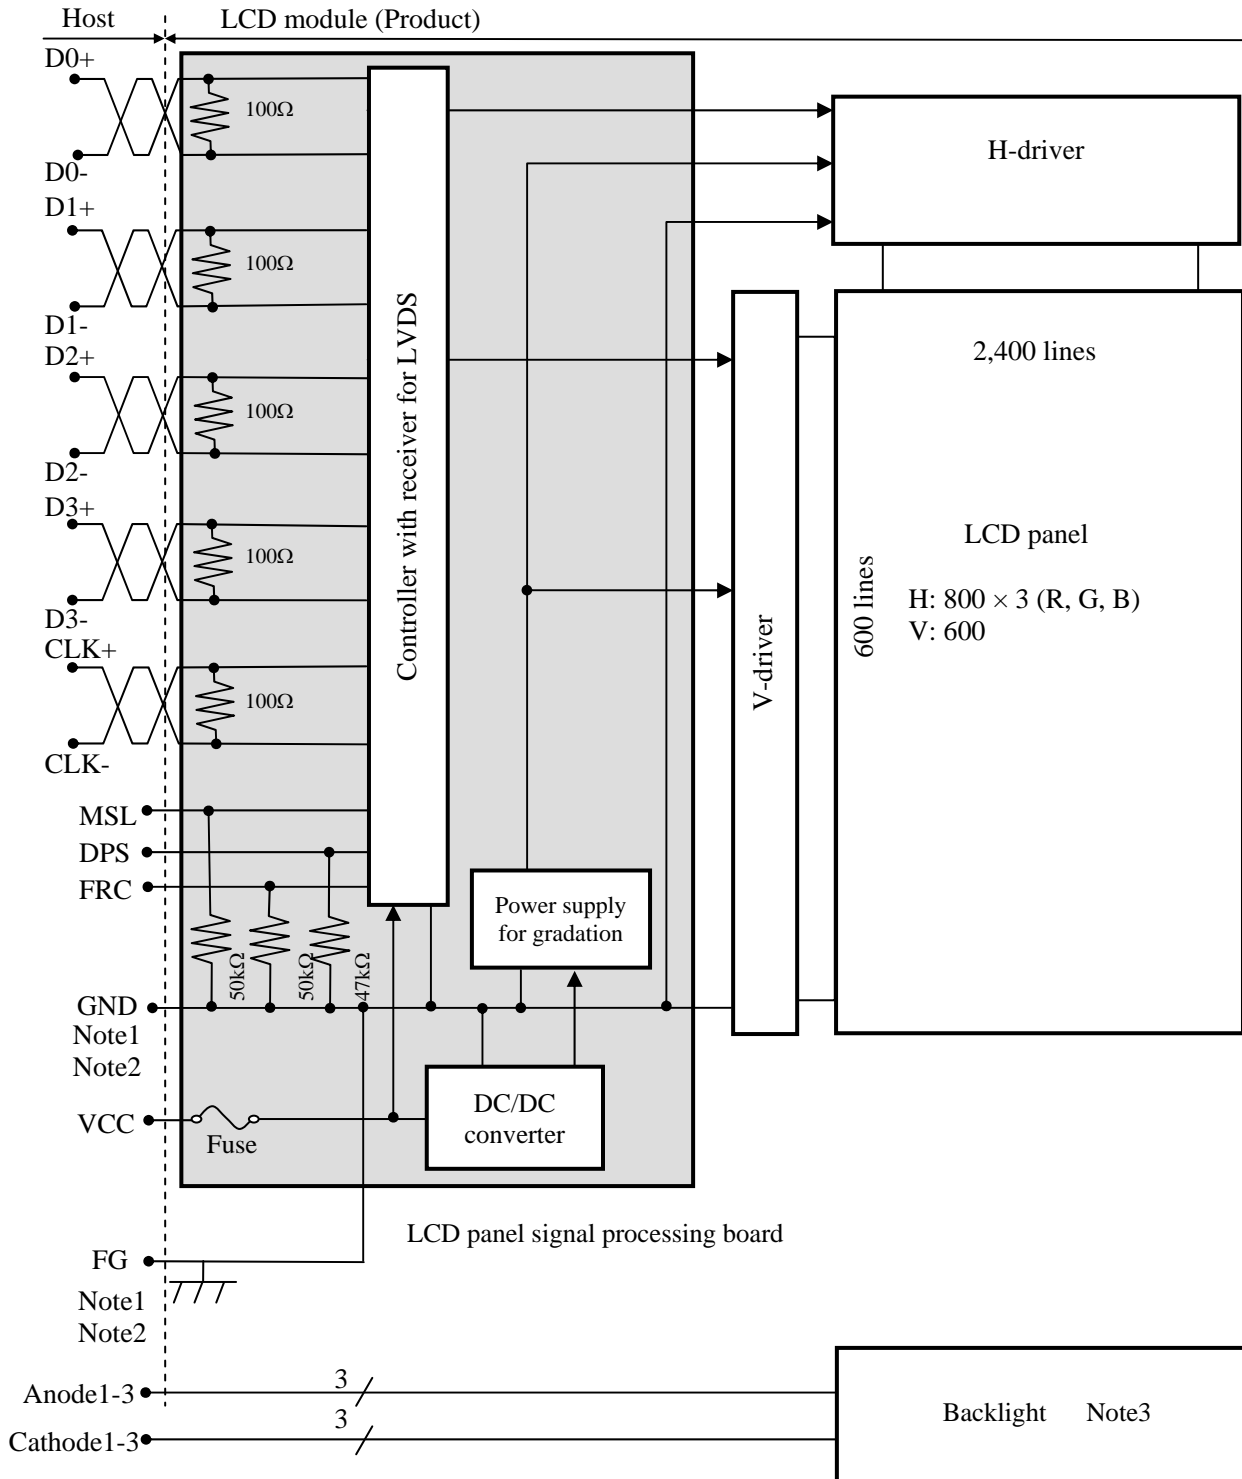 Host
LCD module (Product)
D0+
100Ω
D0-
D1+
100Ω
D1-
D2+
100Ω
D2-
D3+
100Ω
D3-
CLK+
100Ω
CLK-
MSL
DPS
FRC
50kΩ
50kΩ
47kΩ
GND
Note1
Note2
VCC
Fuse
Controller with receiver for LVDS
Power supply
for gradation
DC/DC
converter
H-driver
V-driver
2,400 lines
600 lines
LCD panel
H: 800 × 3 (R, G, B)
V: 600
LCD panel signal processing board
FG
Note1
Note2
Anode1-3
3
Cathode1-3
3
Backlight Note3